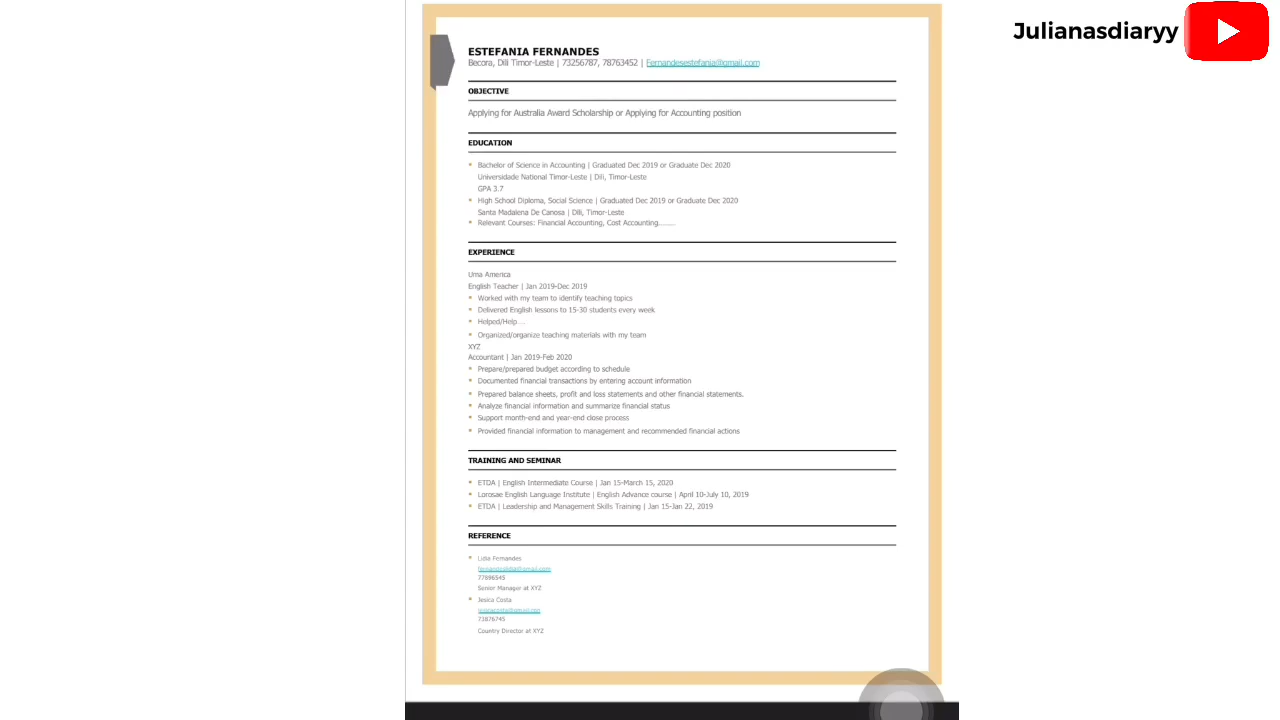 Julianasdiaryy
ESTEFANIA FERNANDES
Becora, Dili Timor-Leste | 73256787, 78763452 | Fernandesestefania@gmail.com
OBJECTIVE
Applying for Australia Award Scholarship or Applying for Accounting position
EDUCATION
Bachelor of Science in Accounting | Graduated Dec 2019 or Graduate Dec 2020
Universidade National Timor-Leste | Dili, Timor-Leste
GPA 3.7
High School Diploma, Social Science | Graduated Dec 2019 or Graduate Dec 2020
Santa Madalena De Canosa | Dili, Timor-Leste
Relevant Courses: Financial Accounting, Cost Accounting........
EXPERIENCE
Uma America
English Teacher | Jan 2019-Dec 2019
Worked with my team to identify teaching topics
Delivered English lessons to 15-30 students every week
Helped/Help....
Organized/organize teaching materials with my team
XYZ
Accountant | Jan 2019-Feb 2020
Prepare/prepared budget according to schedule
Documented financial transactions by entering account information
Prepared balance sheets, profit and loss statements and other financial statements.
Analyze financial information and summarize financial status
Support month-end and year-end close process
Provided financial information to management and recommended financial actions
TRAINING AND SEMINAR
ETDA | English Intermediate Course | Jan 15-March 15, 2020
Lorosae English Language Institute | English Advance course | April 10-July 10, 2019
ETDA | Leadership and Management Skills Training | Jan 15-Jan 22, 2019
REFERENCE
Lidia Fernandes
77896545
Senior Manager at XYZ
Jesica Costa
73876745
Country Director at XYZ